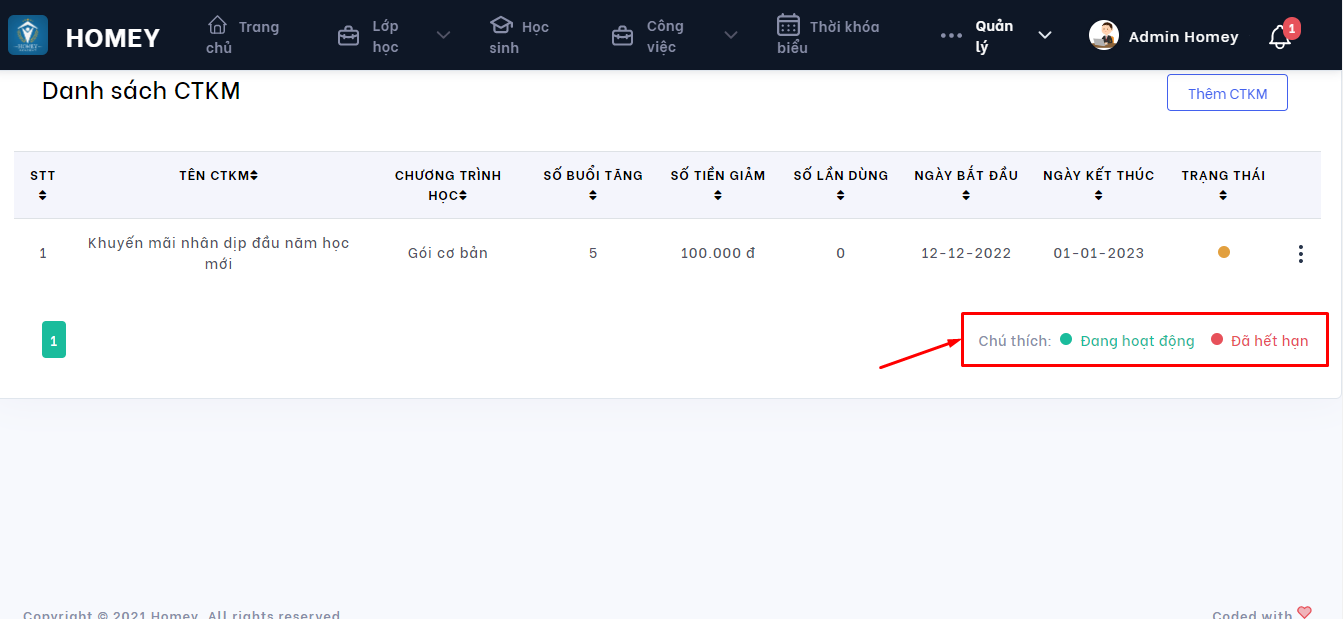 HOMEY
Trang
chủ
Lớp
học
Học
sinh
Công
việc
Thời khóa
biểu
Quản
lý
Admin Homey
1
Danh sách CTKM
Thêm CTKM
STT
TÊN CTKM
CHƯƠNG TRÌNH
HỌC
SỐ BUỔI TĂNG
SỐ TIỀN GIẢM
SỐ LẦN DÙNG
NGÀY BẮT ĐẦU
NGÀY KẾT THÚC
TRẠNG THÁI
1
Khuyến mãi nhân dịp đầu năm học
mới
Gói cơ bản
5
100.000 đ
0
12-12-2022
01-01-2023
1
Chú thích: Đang hoạt động Đã hết hạn
Copyright © 2021 Homey. All rights reserved.
Coded with